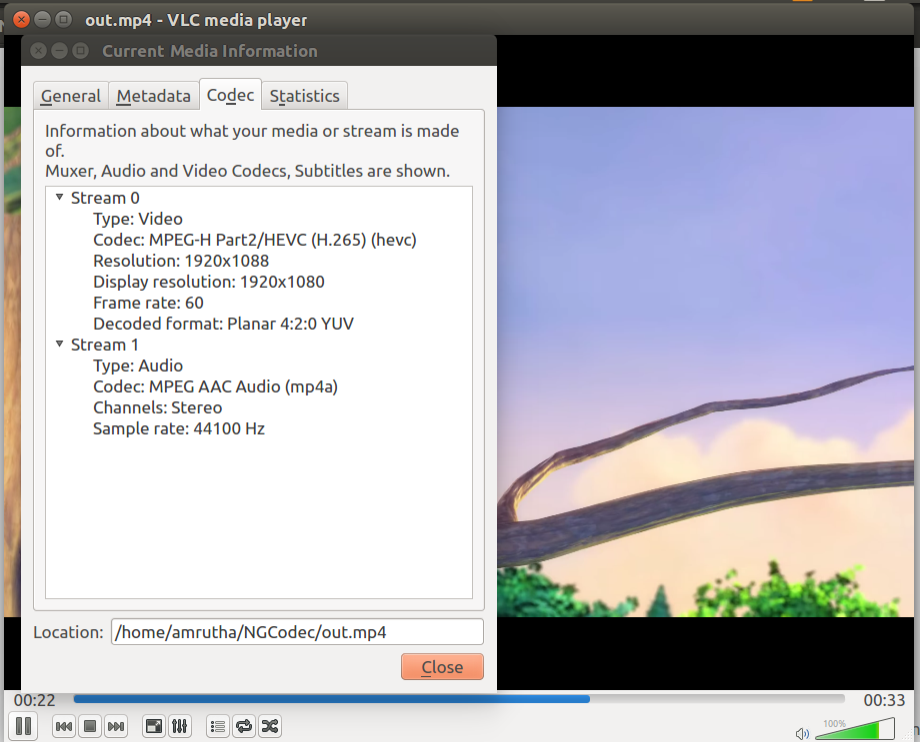 out.mp4 - VLC media player
Current Media Information
General Metadata Codec Statistics
Information about what your media or stream is made
of.
Muxer, Audio and Video Codecs, Subtitles are shown.
Stream 0
Type: Video
Codec: MPEG-H Part2/HEVC (H.265) (hevc)
Resolution: 1920x1088
Display resolution: 1920x1080
Frame rate: 60
Decoded format: Planar 4:2:0 YUV
Stream 1
Type: Audio
Codec: MPEG AAC Audio (mp4a)
Channels: Stereo
Sample rate: 44100 Hz
Location: /home/amrutha/NGCodec/out.mp4
Close
00:22 00:33
100%